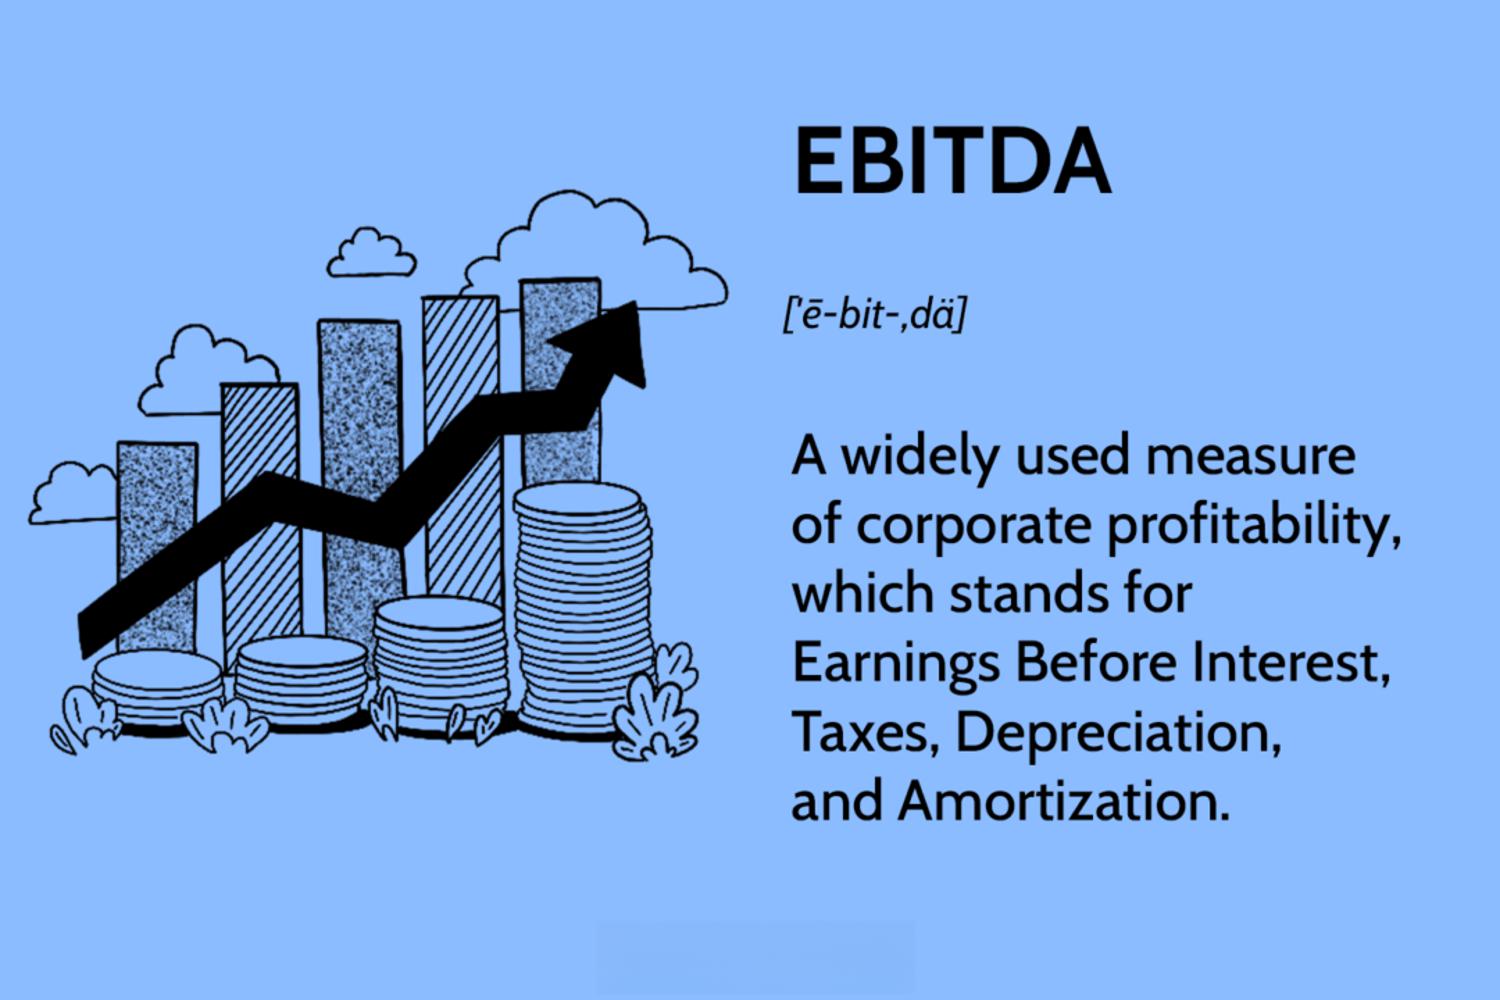 EBITDA
['ē-bit-,dä]
A widely used measure
of corporate profitability,
which stands for
Earnings Before Interest,
Taxes, Depreciation,
and Amortization.